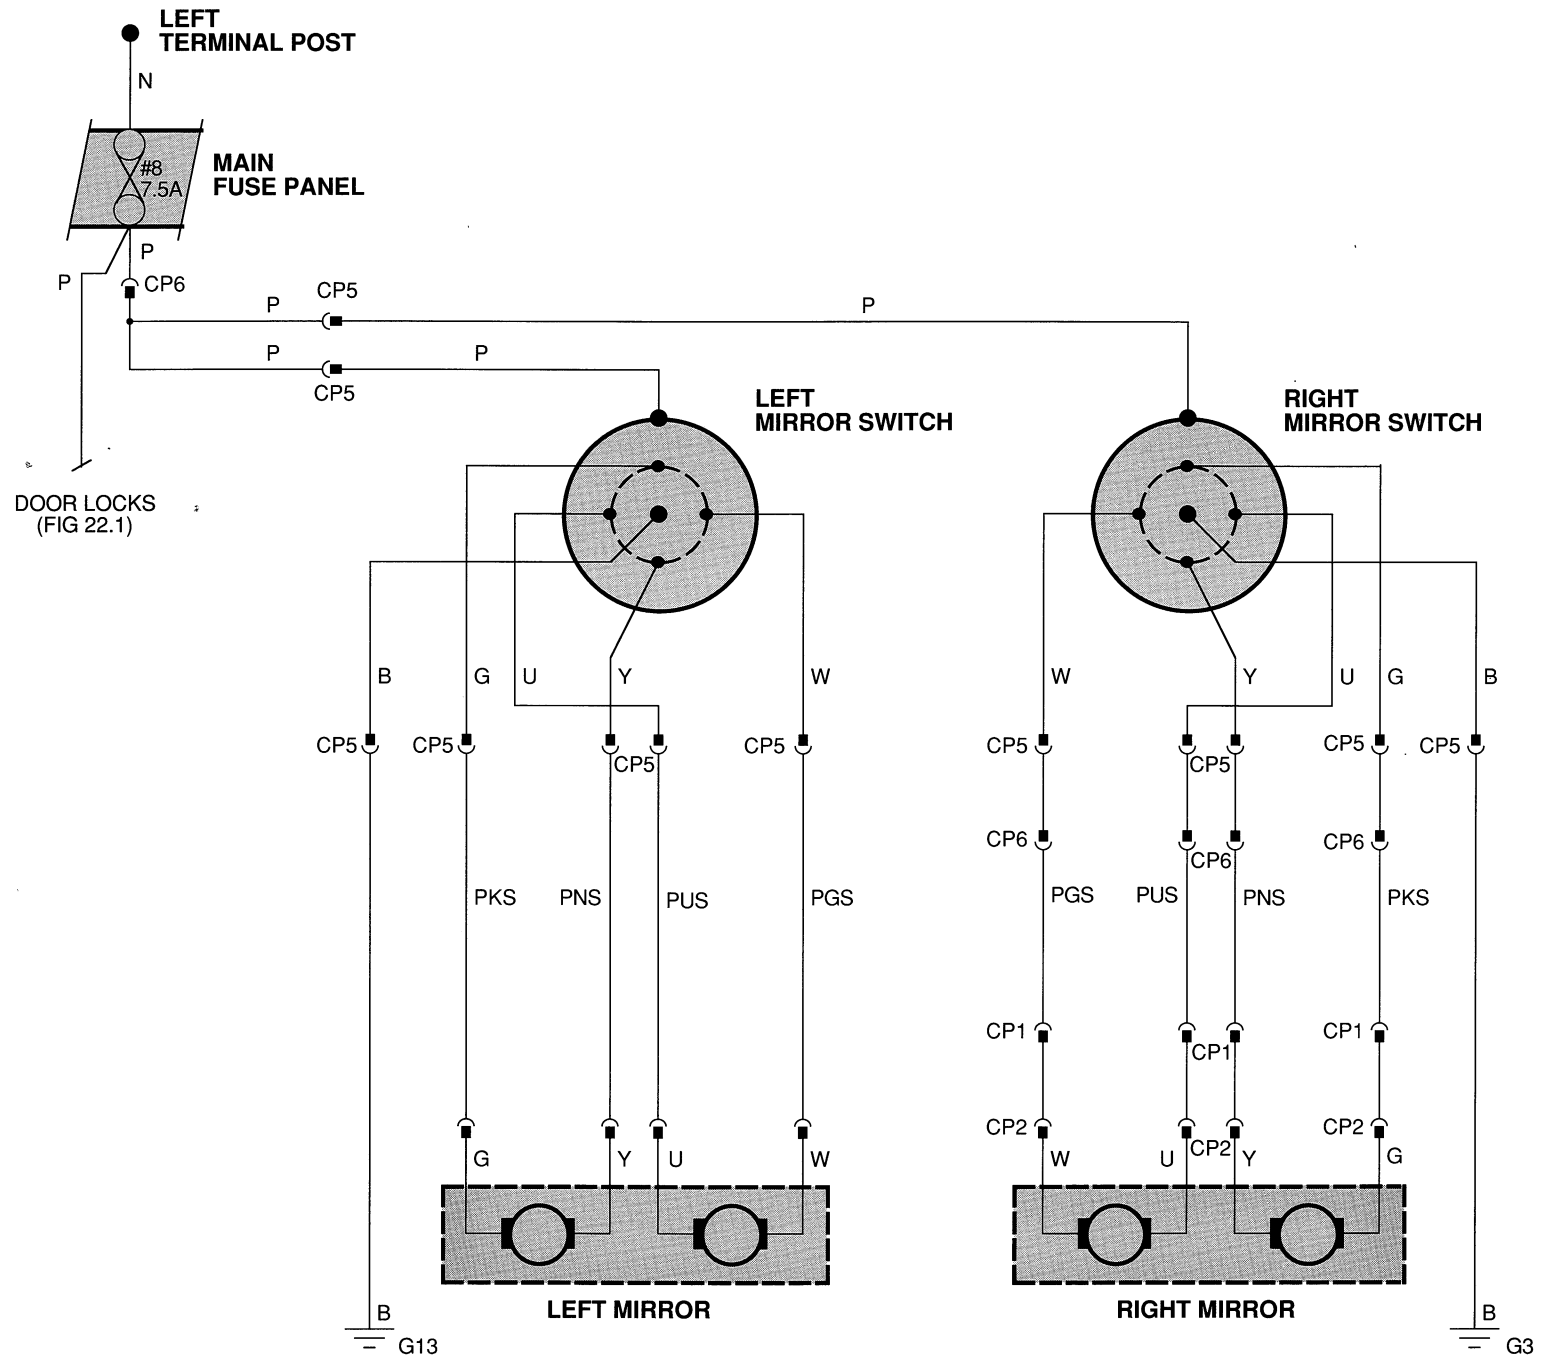 LEFT
TERMINAL POST
N
#8
7.5A
MAIN
FUSE PANEL
P
P
CP6
P
CP5
P
P
P
CP5
LEFT
MIRROR SWITCH
RIGHT
MIRROR SWITCH
DOOR LOCKS
(FIG 22.1)
B
G
U
Y
W
W
Y
U
G
B
CP5
CP5
CP5
CP5
CP5
CP5
CP5
CP5
CP6
CP6
CP6
PKS
PNS
PUS
PGS
PGS
PUS
PNS
PKS
CP1
CP1
CP1
CP2
CP2
CP2
G
Y
U
W
W
U
Y
G
LEFT MIRROR
RIGHT MIRROR
B
G13
B
G3